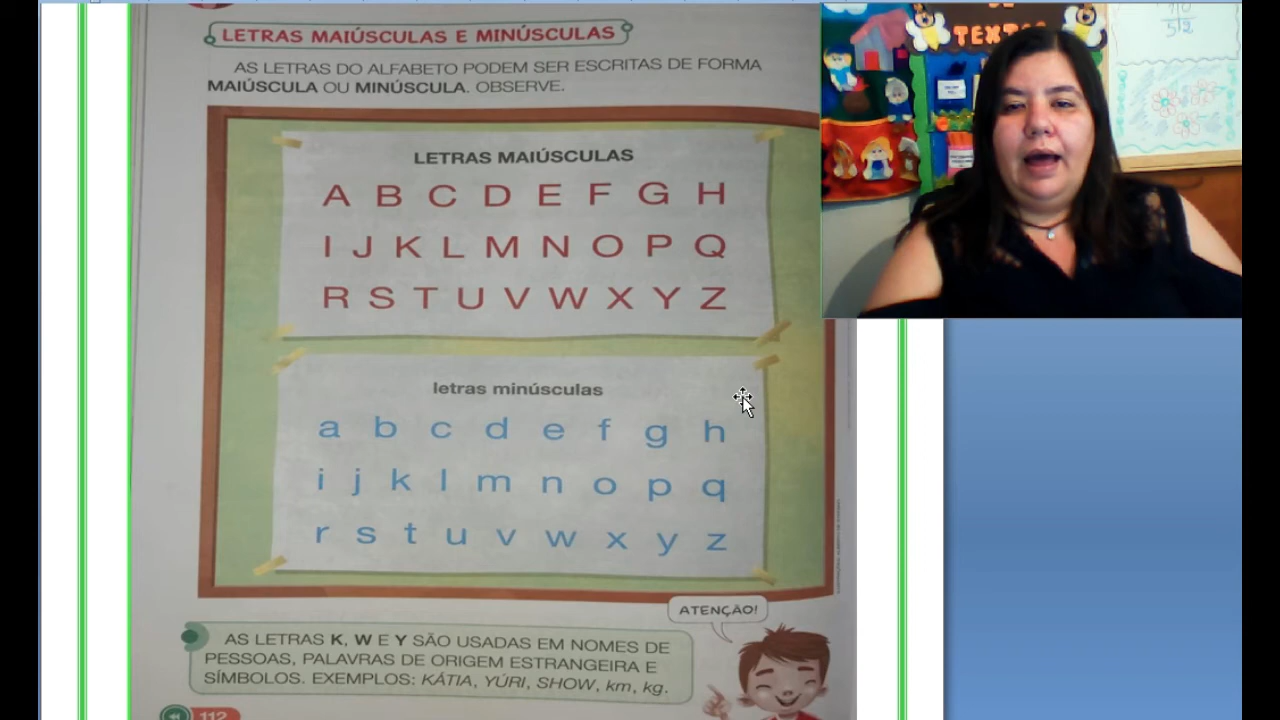 LETRAS MAIÚSCULAS E MINÚSCULAS
AS LETRAS DO ALFABETO PODEM SER ESCRITAS DE FORMA
MAIÚSCULA OU MINÚSCULA. OBSERVE.
LETRAS MAIÚSCULAS
A B C D E F G H
I J K L M N O P Q
R S T U V W X Y Z
letras minúsculas
a b c d e f g h
i j k l m n o p q
r s t u v w x y z
ATENÇÃO!
AS LETRAS K, W E Y SÃO USADAS EM NOMES DE
PESSOAS, PALAVRAS DE ORIGEM ESTRANGEIRA E
SÍMBOLOS. EXEMPLOS: KÁTIA, YÚRI, SHOW, km, kg.
112
DE
TEXTOS